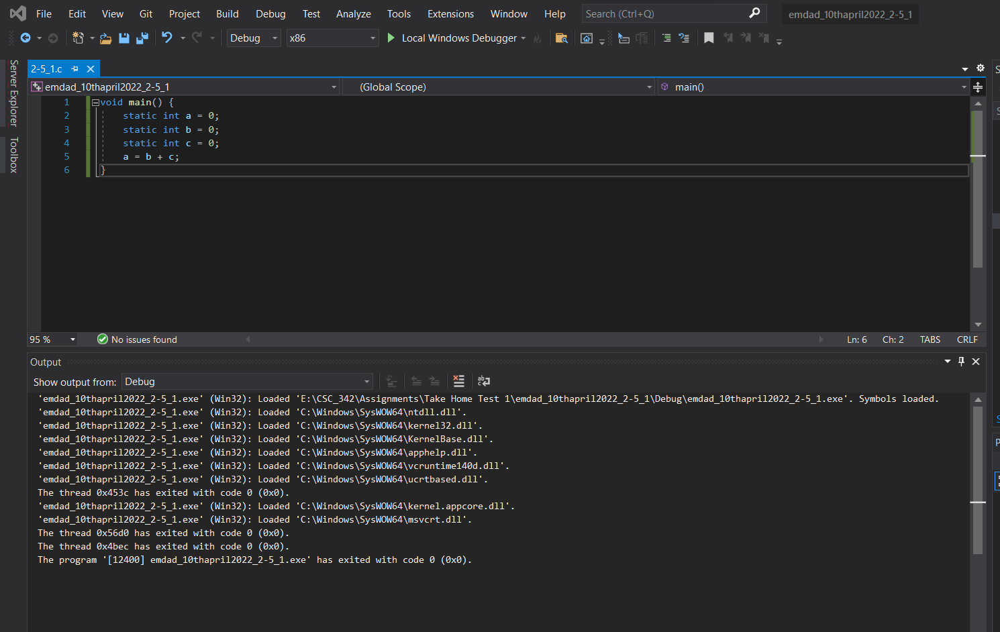 File Edit View Git Project Build Debug Test Analyze Tools Extensions Window Help Search (Ctrl+Q) emdad_10thapril2022_2-5_1
Debug x86 Local Windows Debugger
Server Explorer
Toolbox
2-5_1.c
emdad_10thapril2022_2-5_1 (Global Scope) main()
1 void main() {
2 static int a = 0;
3 static int b = 0;
4 static int c = 0;
5 a = b + c;
6 }
95 % No issues found Ln: 6 Ch: 2 TABS CRLF
Output
Show output from: Debug
'emdad_10thapril2022_2-5_1.exe' (Win32): Loaded 'E:\CSC_342\Assignments\Take Home Test 1\emdad_10thapril2022_2-5_1\Debug\emdad_10thapril2022_2-5_1.exe'. Symbols loaded.
'emdad_10thapril2022_2-5_1.exe' (Win32): Loaded 'C:\Windows\SysWOW64\ntdll.dll'.
'emdad_10thapril2022_2-5_1.exe' (Win32): Loaded 'C:\Windows\SysWOW64\kernel32.dll'.
'emdad_10thapril2022_2-5_1.exe' (Win32): Loaded 'C:\Windows\SysWOW64\KernelBase.dll'.
'emdad_10thapril2022_2-5_1.exe' (Win32): Loaded 'C:\Windows\SysWOW64\apphelp.dll'.
'emdad_10thapril2022_2-5_1.exe' (Win32): Loaded 'C:\Windows\SysWOW64\vcruntime140d.dll'.
'emdad_10thapril2022_2-5_1.exe' (Win32): Loaded 'C:\Windows\SysWOW64\ucrtbased.dll'.
The thread 0x453c has exited with code 0 (0x0).
'emdad_10thapril2022_2-5_1.exe' (Win32): Loaded 'C:\Windows\SysWOW64\kernel.appcore.dll'.
'emdad_10thapril2022_2-5_1.exe' (Win32): Loaded 'C:\Windows\SysWOW64\msvcrt.dll'.
The thread 0x56d0 has exited with code 0 (0x0).
The thread 0x4bec has exited with code 0 (0x0).
The program '[12400] emdad_10thapril2022_2-5_1.exe' has exited with code 0 (0x0).